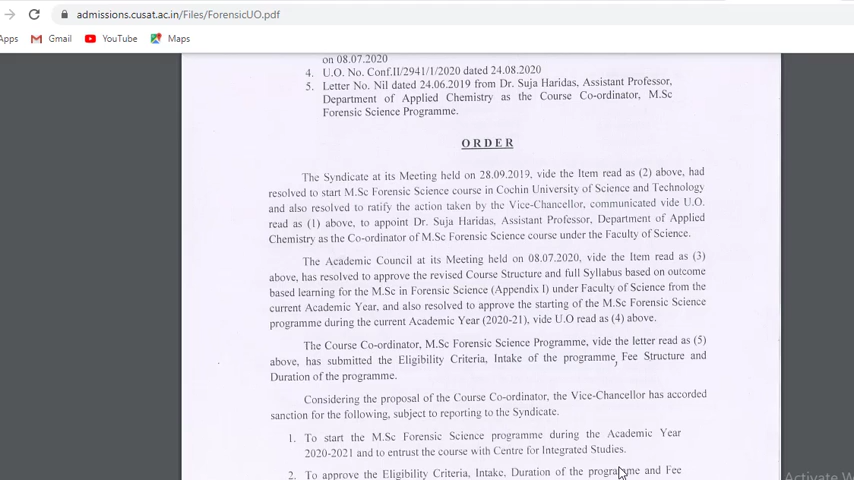 admissions.cusat.ac.in/Files/ForensicUO.pdf
Apps Gmail YouTube Maps
on 08.07.2020
4. U.O. No. Conf.II/2941/1/2020 dated 24.08.2020
5. Letter No. Nil dated 24.06.2019 from Dr. Suja Haridas, Assistant Professor,
Department of Applied Chemistry as the Course Co-ordinator, M.Sc
Forensic Science Programme.
ORDER
The Syndicate at its Meeting held on 28.09.2019, vide the Item read as (2) above, had
resolved to start M.Sc Forensic Science course in Cochin University of Science and Technology
and also resolved to ratify the action taken by the Vice-Chancellor, communicated vide U.O.
read as (1) above, to appoint Dr. Suja Haridas, Assistant Professor, Department of Applied
Chemistry as the Co-ordinator of M.Sc Forensic Science course under the Faculty of Science.
The Academic Council at its Meeting held on 08.07.2020, vide the Item read as (3)
above, has resolved to approve the revised Course Structure and full Syllabus based on outcome
based learning for the M.Sc in Forensic Science (Appendix I) under Faculty of Science from the
current Academic Year, and also resolved to approve the starting of the M.Sc Forensic Science
programme during the current Academic Year (2020-21), vide U.O read as (4) above.
The Course Co-ordinator, M.Sc Forensic Science Programme, vide the letter read as (5)
above, has submitted the Eligibility Criteria, Intake of the programme, Fee Structure and
Duration of the programme.
Considering the proposal of the Course Co-ordinator, the Vice-Chancellor has accorded
sanction for the following, subject to reporting to the Syndicate.
1. To start the M.Sc Forensic Science programme during the Academic Year
2020-2021 and to entrust the course with Centre for Integrated Studies.
2. To approve the Eligibility Criteria, Intake, Duration of the programme and Fee
Activate W